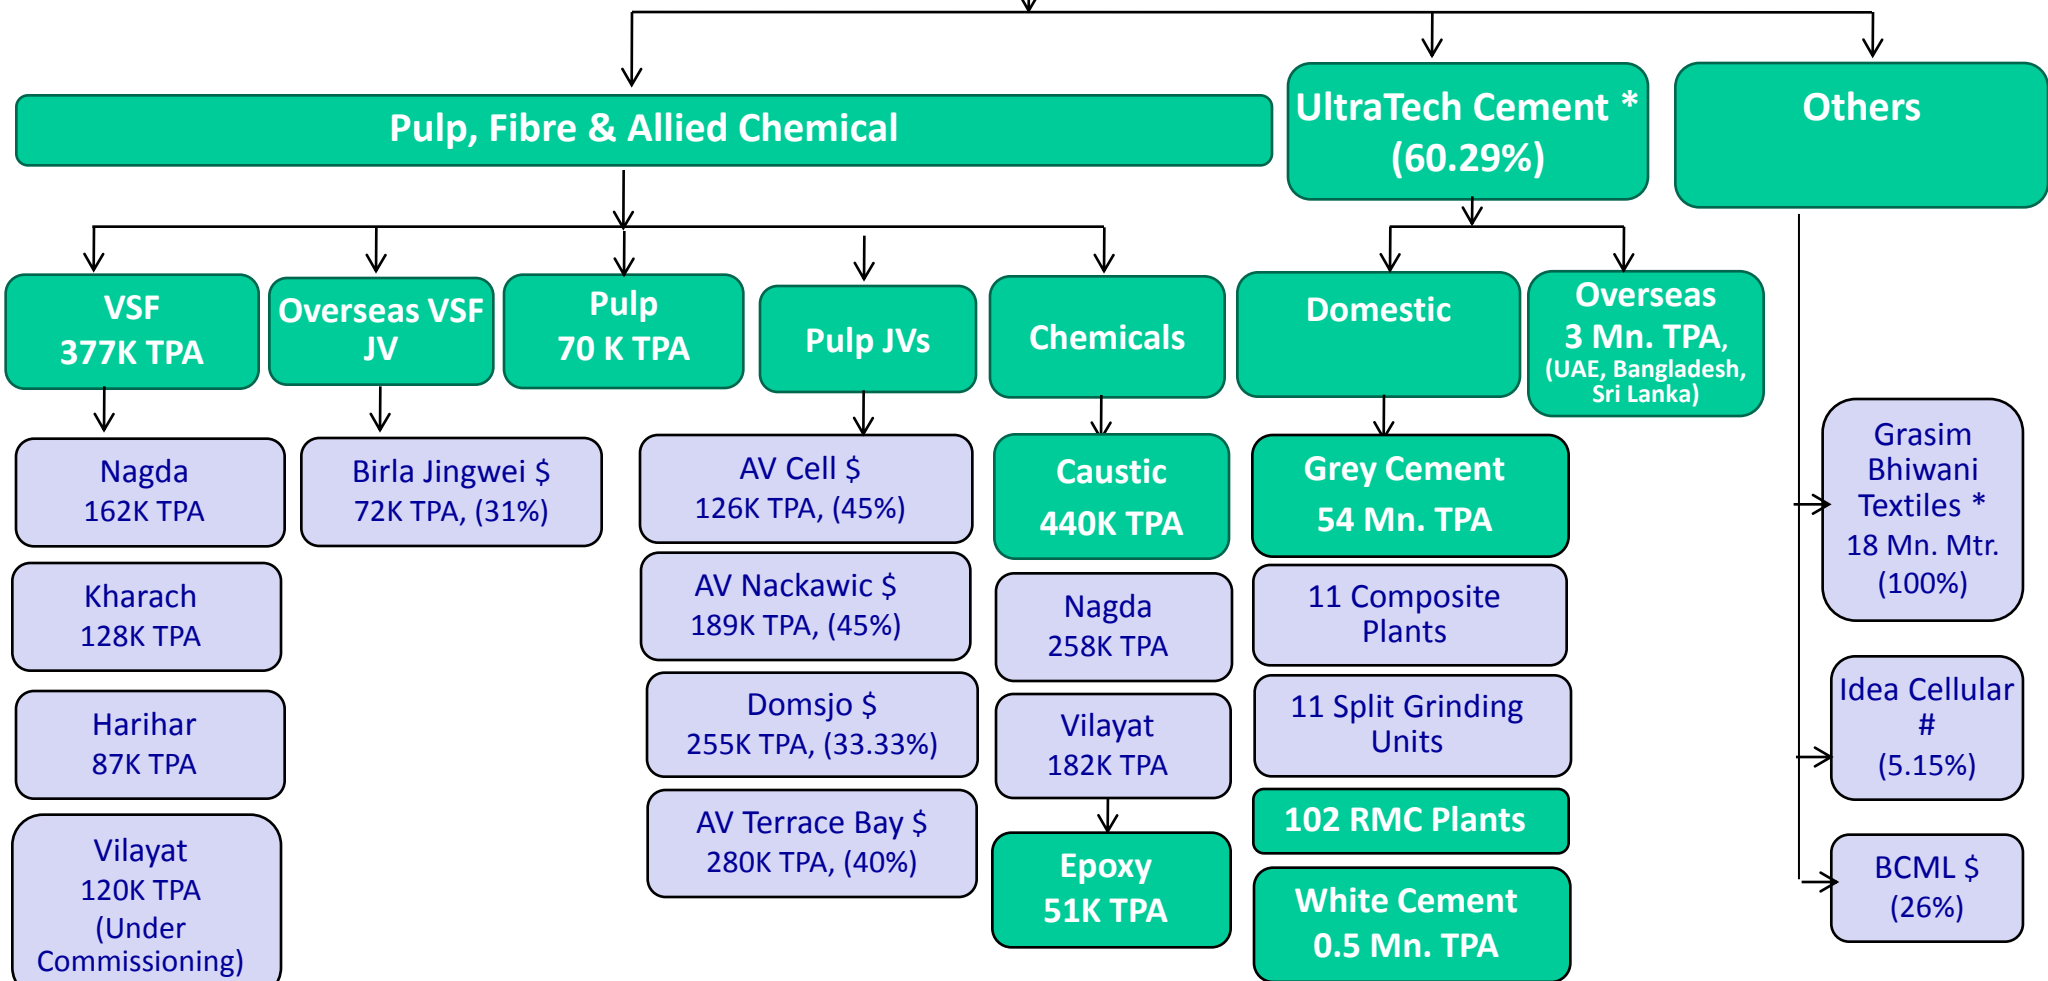 Pulp, Fibre & Allied Chemical
UltraTech Cement *
(60.29%)
Others
VSF
377K TPA
Overseas VSF
JV
Pulp
70 K TPA
Pulp JVs
Chemicals
Domestic
Overseas
3 Mn. TPA,
(UAE, Bangladesh,
Sri Lanka)
Nagda
162K TPA
Kharach
128K TPA
Harihar
87K TPA
Vilayat
120K TPA
(Under
Commissioning)
Birla Jingwei $
72K TPA, (31%)
AV Cell $
126K TPA, (45%)
AV Nackawic $
189K TPA, (45%)
Domsjo $
255K TPA, (33.33%)
AV Terrace Bay $
280K TPA, (40%)
Caustic
440K TPA
Nagda
258K TPA
Vilayat
182K TPA
Epoxy
51K TPA
Grey Cement
54 Mn. TPA
11 Composite
Plants
11 Split Grinding
Units
102 RMC Plants
White Cement
0.5 Mn. TPA
Grasim
Bhiwani
Textiles *
18 Mn. Mtr.
(100%)
Idea Cellular
#
(5.15%)
BCML $
(26%)